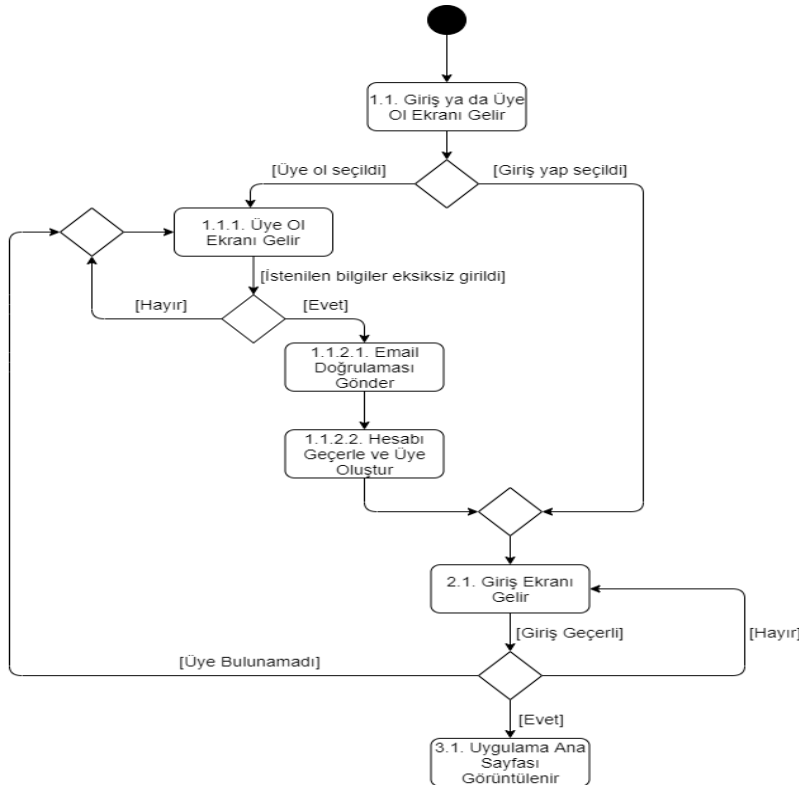 1.1. Giriş ya da Üye
Ol Ekranı Gelir
[Üye ol seçildi]
[Giriş yap seçildi]
1.1.1. Üye Ol
Ekranı Gelir
[İstenilen bilgiler eksiksiz girildi]
[Hayır]
[Evet]
1.1.2.1. Email
Doğrulaması
Gönder
1.1.2.2. Hesabı
Geçerle ve Üye
Oluştur
2.1. Giriş Ekranı
Gelir
[Giriş Geçerli]
[Hayır]
[Üye Bulunamadı]
[Evet]
3.1. Uygulama Ana
Sayfası
Görüntülenir